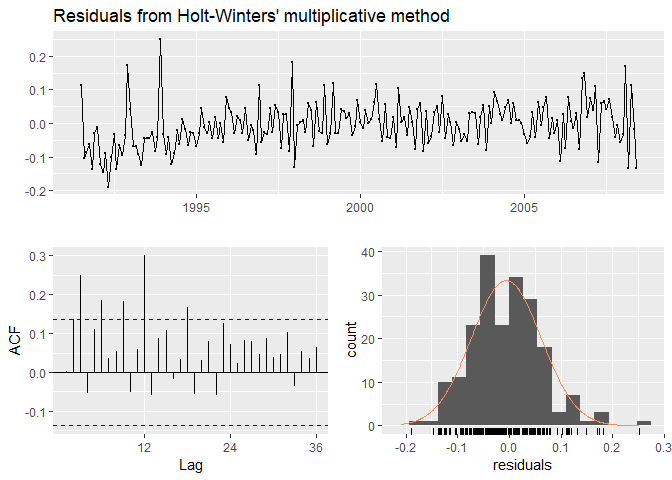 Residuals from Holt-Winters' multiplicative method
0.2
0.1
0.0
-0.1
-0.2
1995 2000 2005
ACF
0.3
0.2
0.1
0.0
-0.1
12 24 36
Lag
count
40
30
20
10
0
-0.2 -0.1 0.0 0.1 0.2 0.3
residuals